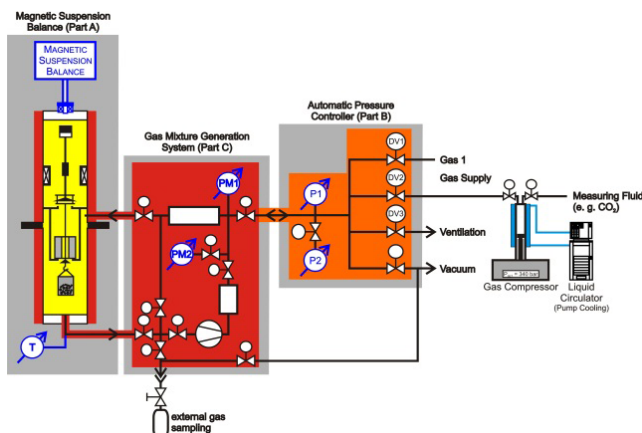 Magnetic Suspension
Balance (Part A)
MAGNETIC
SUSPENSION
BALANCE
Automatic Pressure
Controller (Part B)
Gas Mixture Generation
System (Part C)
DV1
Gas 1
PM1
DV2
Gas Supply
P1
Measuring Fluid
(e. g. CO₂)
DV3
Ventilation
PM2
P2
Vacuum
= 340 bar
Gas Compressor
Liquid
Circulator
(Pump Cooling)
T
external gas
sampling